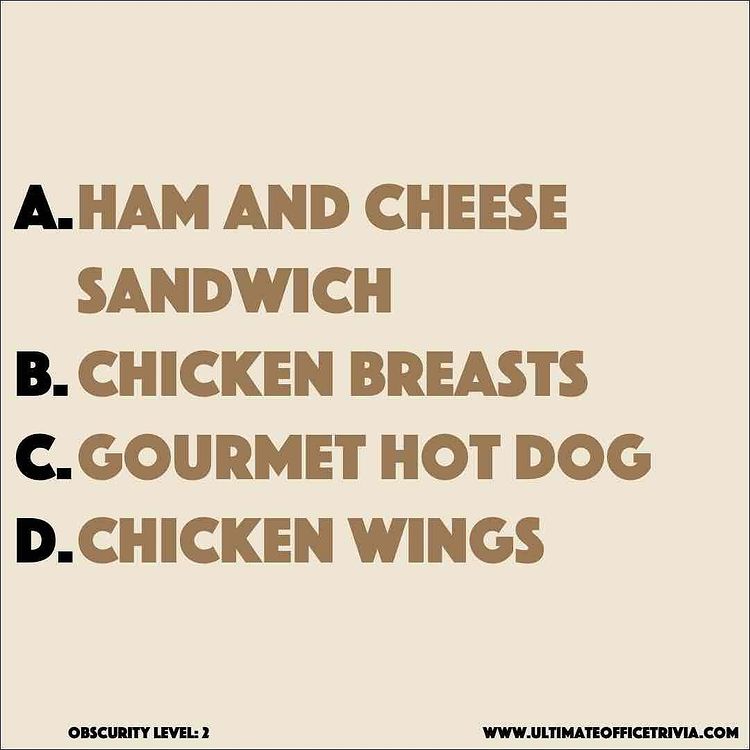 A. HAM AND CHEESE
SANDWICH
B. CHICKEN BREASTS
C. GOURMET HOT DOG
D. CHICKEN WINGS
OBSCURITY LEVEL: 2
WWW.ULTIMATEOFFICETRIVIA.COM